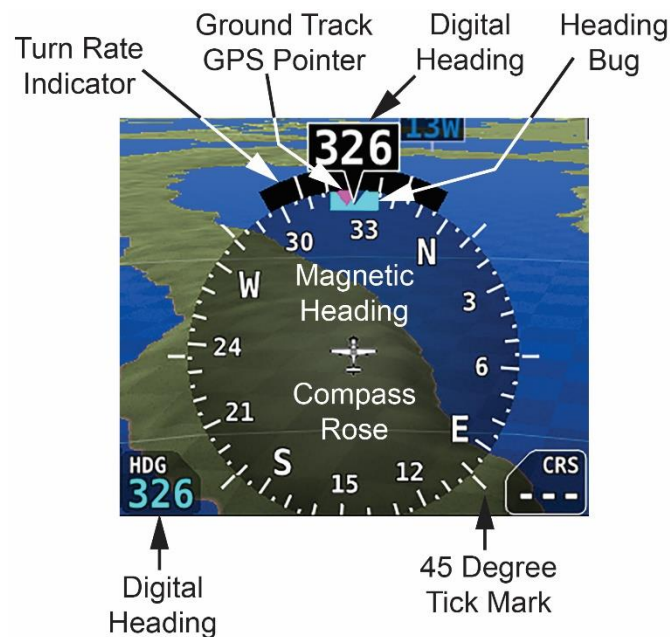 Turn Rate
Indicator
Ground Track
GPS Pointer
Digital
Heading
Heading
Bug
13W
326
30
33
N
W
3
Magnetic
Heading
24
6
Compass
Rose
21
E
S
15
12
HDG
326
CRS
---
Digital
Heading
45 Degree
Tick Mark